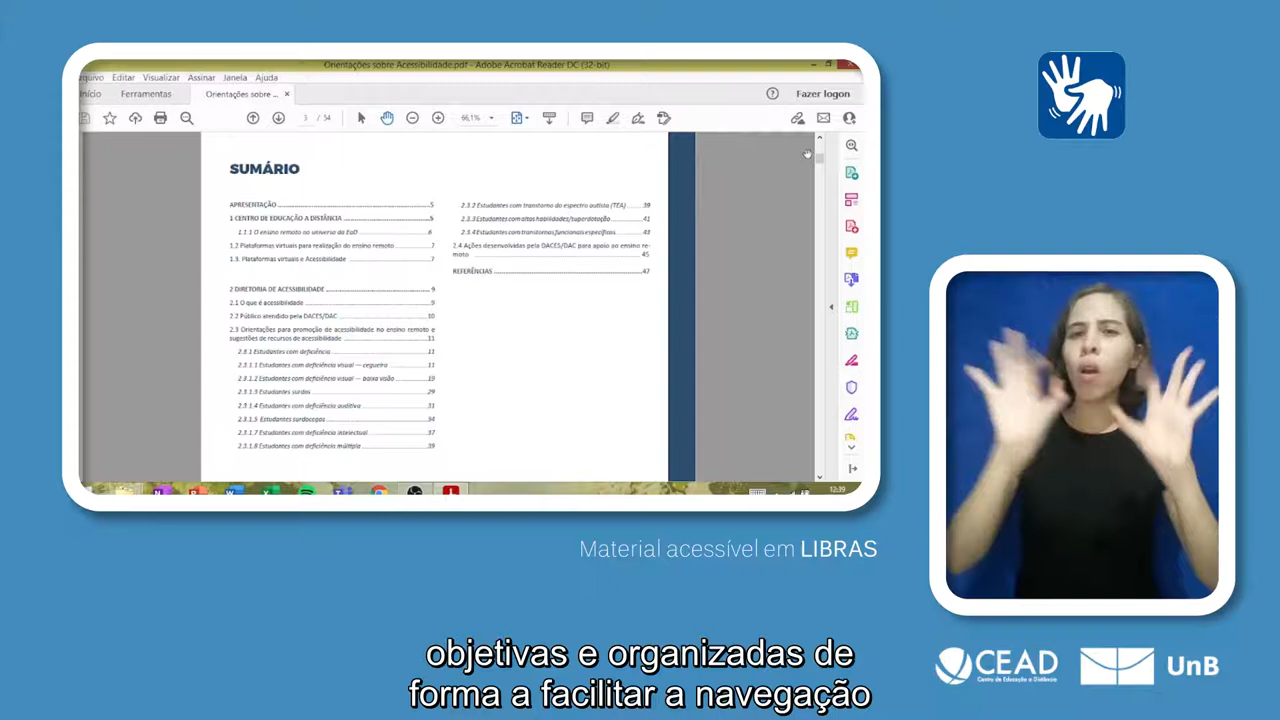 Orientações sobre Acessibilidade.pdf - Adobe Acrobat Reader DC (32-bit)
rquivo Editar Visualizar Assinar Janela Ajuda
Início Ferramentas Orientações sobre ... × Fazer logon
3 / 54 66,1%
SUMÁRIO
APRESENTAÇÃO 5
1 CENTRO DE EDUCAÇÃO A DISTÂNCIA 6
1.1.1 O ensino remoto no universo da EaD 6
1.2 Plataformas virtuais para realização do ensino remoto 7
1.3. Plataformas virtuais e Acessibilidade 7
2 DIRETORIA DE ACESSIBILIDADE 9
2.1 O que é acessibilidade 9
2.2 Público atendido pela DACES/DAC 10
2.3 Orientações para promoção de acessibilidade no ensino remoto e
sugestões de recursos de acessibilidade 11
2.3.1 Estudantes com deficiência 11
2.3.1.1 Estudantes com deficiência visual — cegueira 11
2.3.1.2 Estudantes com deficiência visual — baixa visão 19
2.3.1.3 Estudantes surdos 29
2.3.1.4 Estudantes com deficiência auditiva 31
2.3.1.5 Estudantes surdocegos 34
2.3.1.7 Estudantes com deficiência intelectual 37
2.3.1.8 Estudantes com deficiência múltipla 39
2.3.2 Estudantes com transtorno do espectro autista (TEA) 39
2.3.3 Estudantes com altas habilidades/superdotação 41
2.3.4 Estudantes com transtornos funcionais específicos 43
2.4 Ações desenvolvidas pela DACES/DAC para apoio ao ensino re-
moto 45
REFERÊNCIAS 47
12:39
Material acessível em LIBRAS
objetivas e organizadas de
forma a facilitar a navegação
CEAD
Centro de Educação a Distância
UnB